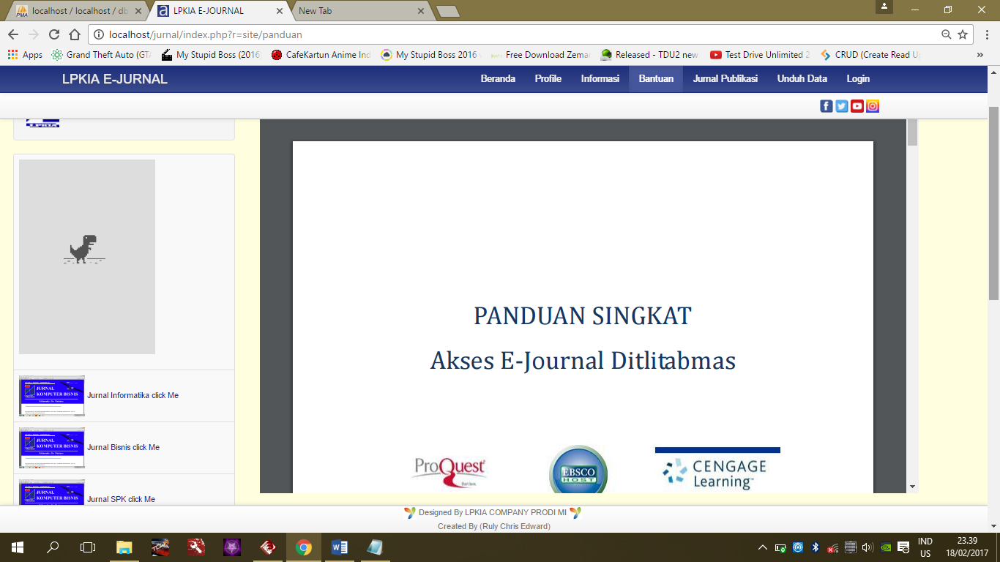 localhost / localhost / db
LPKIA E-JOURNAL
New Tab
localhost/jurnal/index.php?r=site/panduan
Apps
Grand Theft Auto (GTA
My Stupid Boss (2016
CafeKartun Anime Ind
My Stupid Boss 2016
Free Download Zema
Released - TDU2 new
Test Drive Unlimited 2
CRUD (Create Read U
LPKIA E-JURNAL
Beranda
Profile
Informasi
Bantuan
Jurnal Publikasi
Unduh Data
Login
LPKIA
PANDUAN SINGKAT
Akses E-Journal Ditlitabmas
ProQuest
Start here.
EBSCO
HOST
CENGAGE
Learning™
JURNAL
KOMPUTER BISNIS
Jurnal Informatika click Me
JURNAL
KOMPUTER BISNIS
Jurnal Bisnis click Me
JURNAL
KOMPUTER BISNIS
Jurnal SPK click Me
Designed By LPKIA COMPANY PRODI MI
Created By (Ruly Chris Edward)
IND
US
23.39
18/02/2017